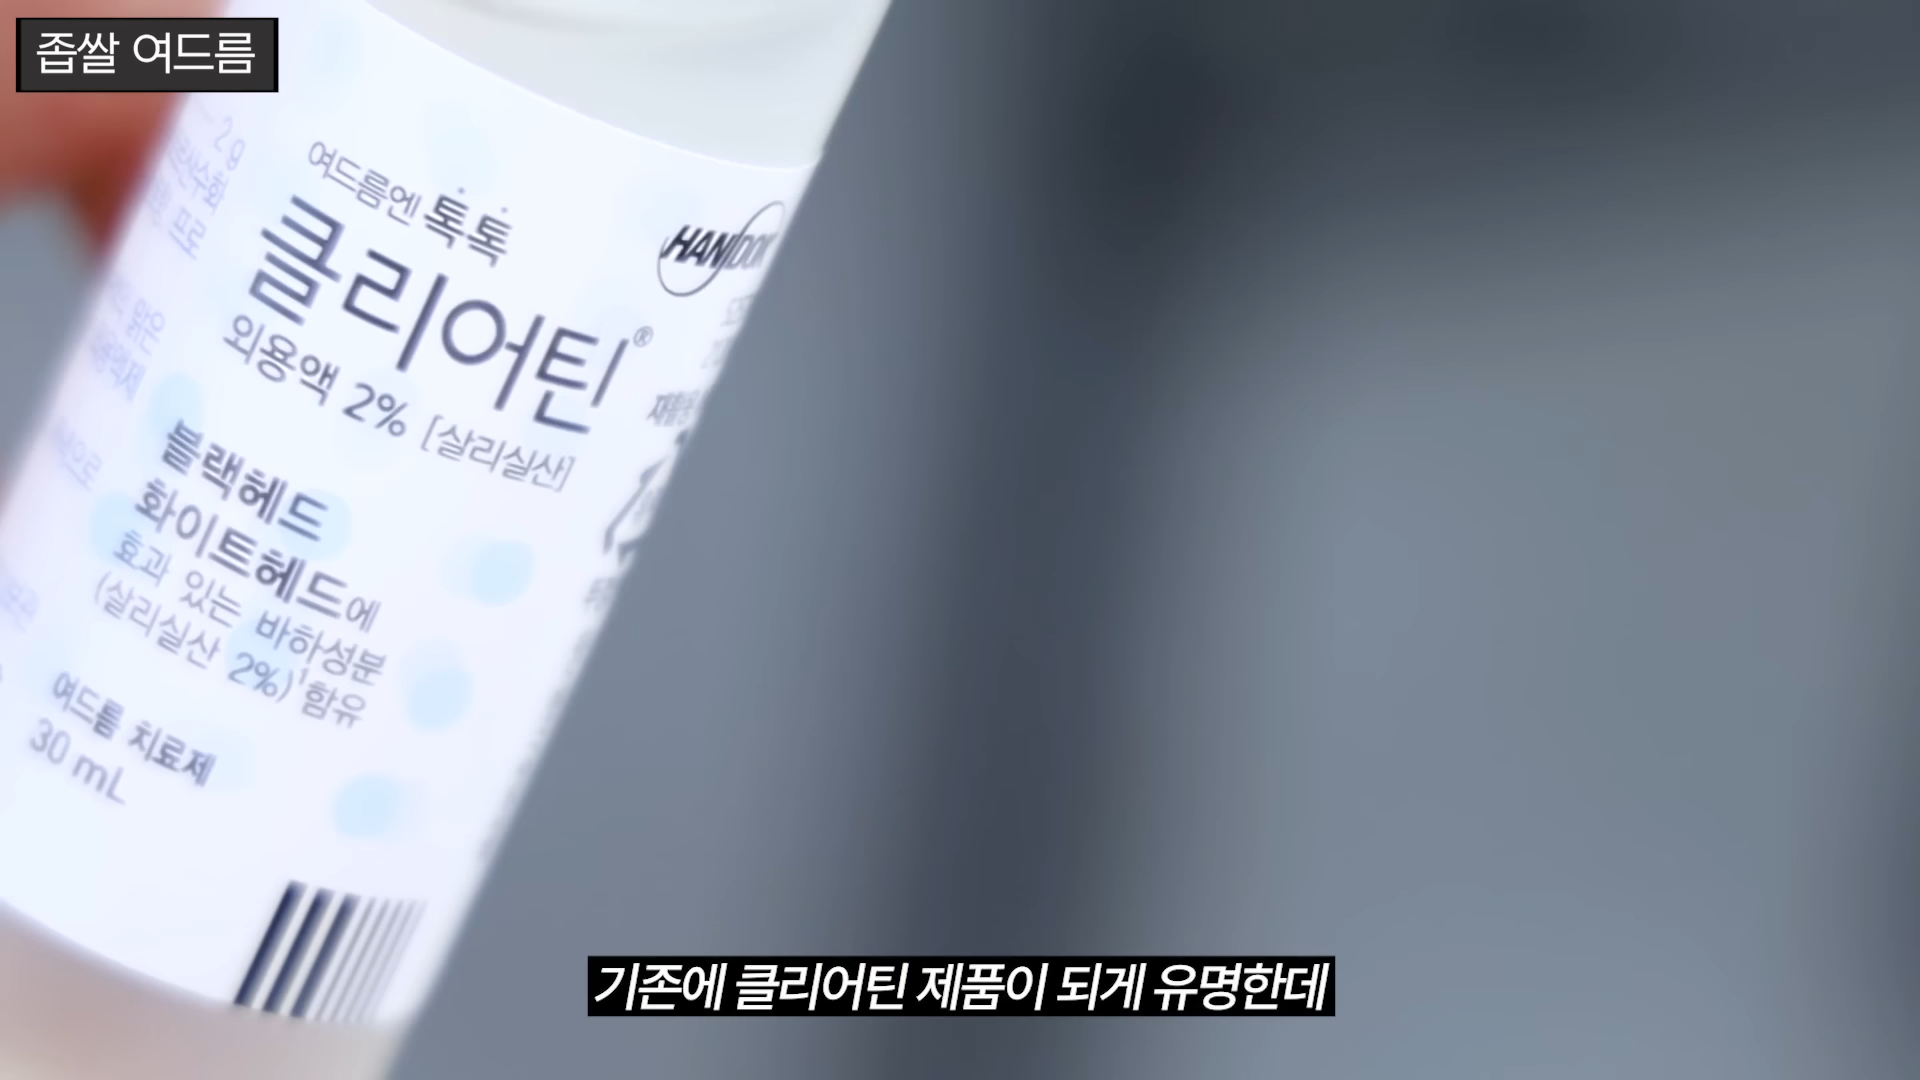 좁쌀 여드름
여드름엔 톡톡
클리어틴®
외용액 2% [살리실산]
HANDOK
블랙헤드
화이트헤드에
효과 있는 바하성분
(살리실산 2%)¹ 함유
여드름 치료제
30 mL
2g
맑은
기존에 클리어틴 제품이 되게 유명한데